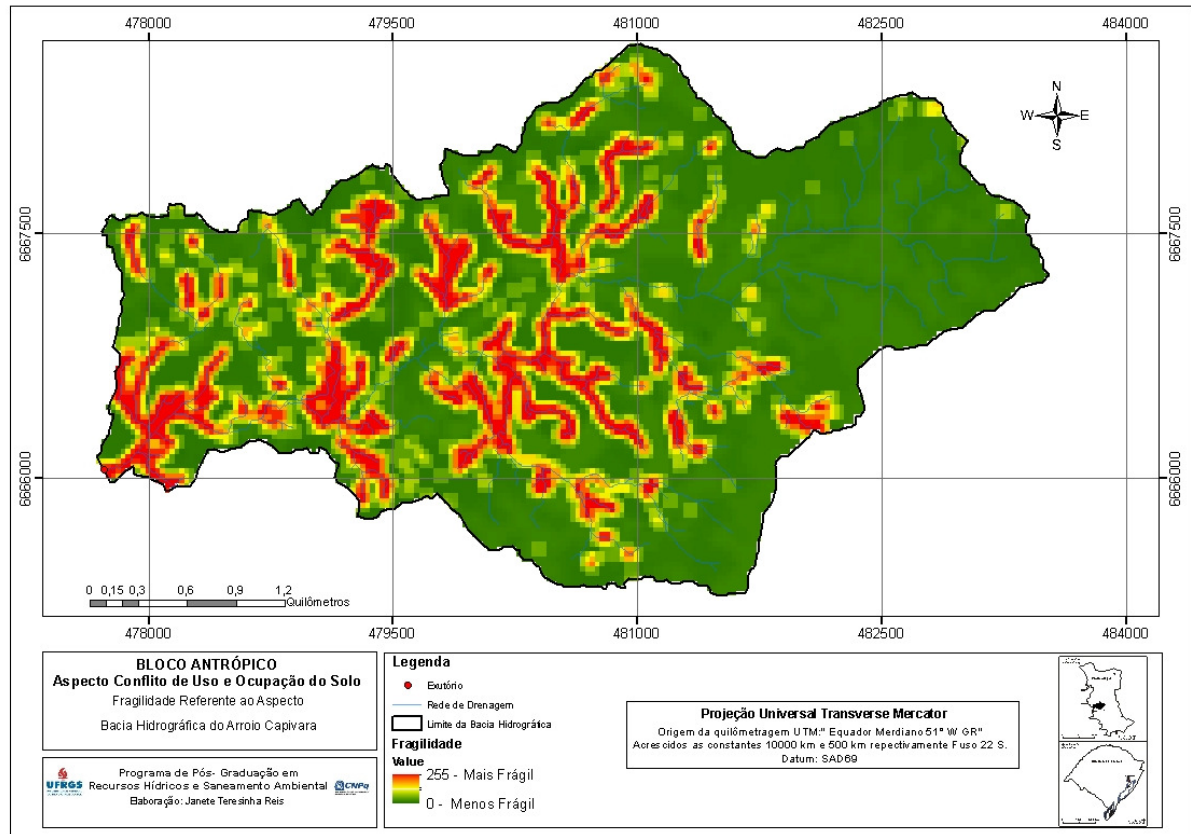 478000 479500 481000 482500 484000
6667500 6667500
6666000 6666000
N
W E
S
0 0,15 0,3 0,6 0,9 1,2
Quilômetros
478000 479500 481000 482500 484000
BLOCO ANTRÓPICO
Aspecto Conflito de Uso e Ocupação do Solo
Fragilidade Referente ao Aspecto
Bacia Hidrográfica do Arroio Capivara
UFRGS
Programa de Pós- Graduação em
Recursos Hídricos e Saneamento Ambiental
Elaboração: Janete Teresinha Reis
CNPq
Legenda
Exutório
Rede de Drenagem
Limite da Bacia Hidrográfica
Fragilidade
Value
255 - Mais Frágil
0 - Menos Frágil
Projeção Universal Transverse Mercator
Origem da quilômetragem UTM:" Equador Merdiano 51° W GR"
Acrescidos as constantes 10000 km e 500 km repectivamente Fuso 22 S.
Datum: SAD69